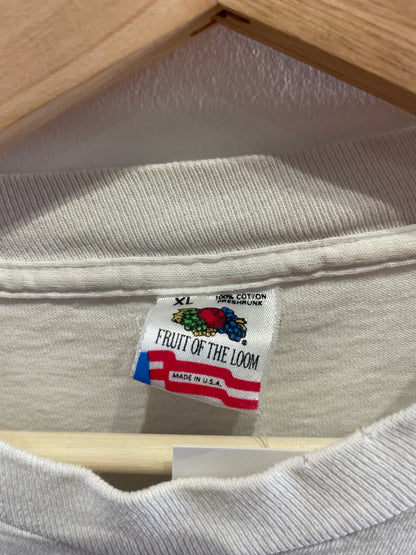 XL
100% COTTON
PRESHRUNK
FRUIT OF THE LOOM
®
MADE IN U.S.A.